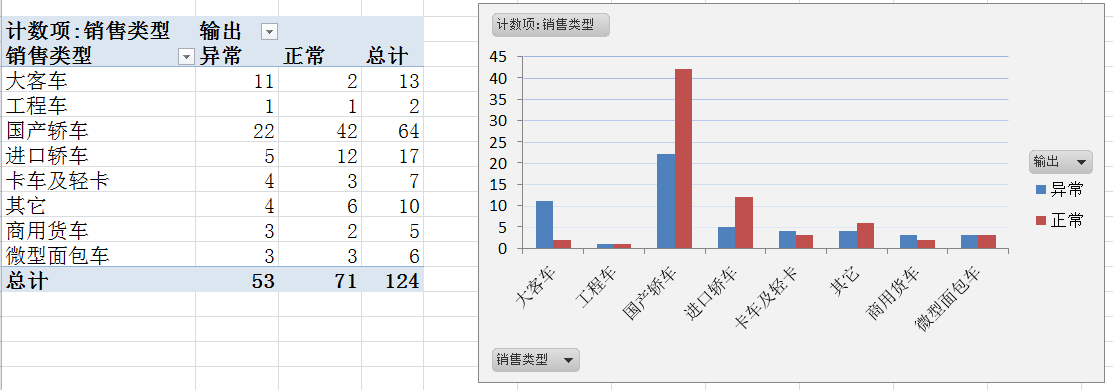 计数项:销售类型 输出
销售类型 异常 正常 总计
大客车 11 2 13
工程车 1 1 2
国产轿车 22 42 64
进口轿车 5 12 17
卡车及轻卡 4 3 7
其它 4 6 10
商用货车 3 2 5
微型面包车 3 3 6
总计 53 71 124
计数项:销售类型
45
40
35
30
25
20
15
10
5
0
大客车 工程车 国产轿车 进口轿车 卡车及轻卡 其它 商用货车 微型面包车
输出
异常
正常
销售类型